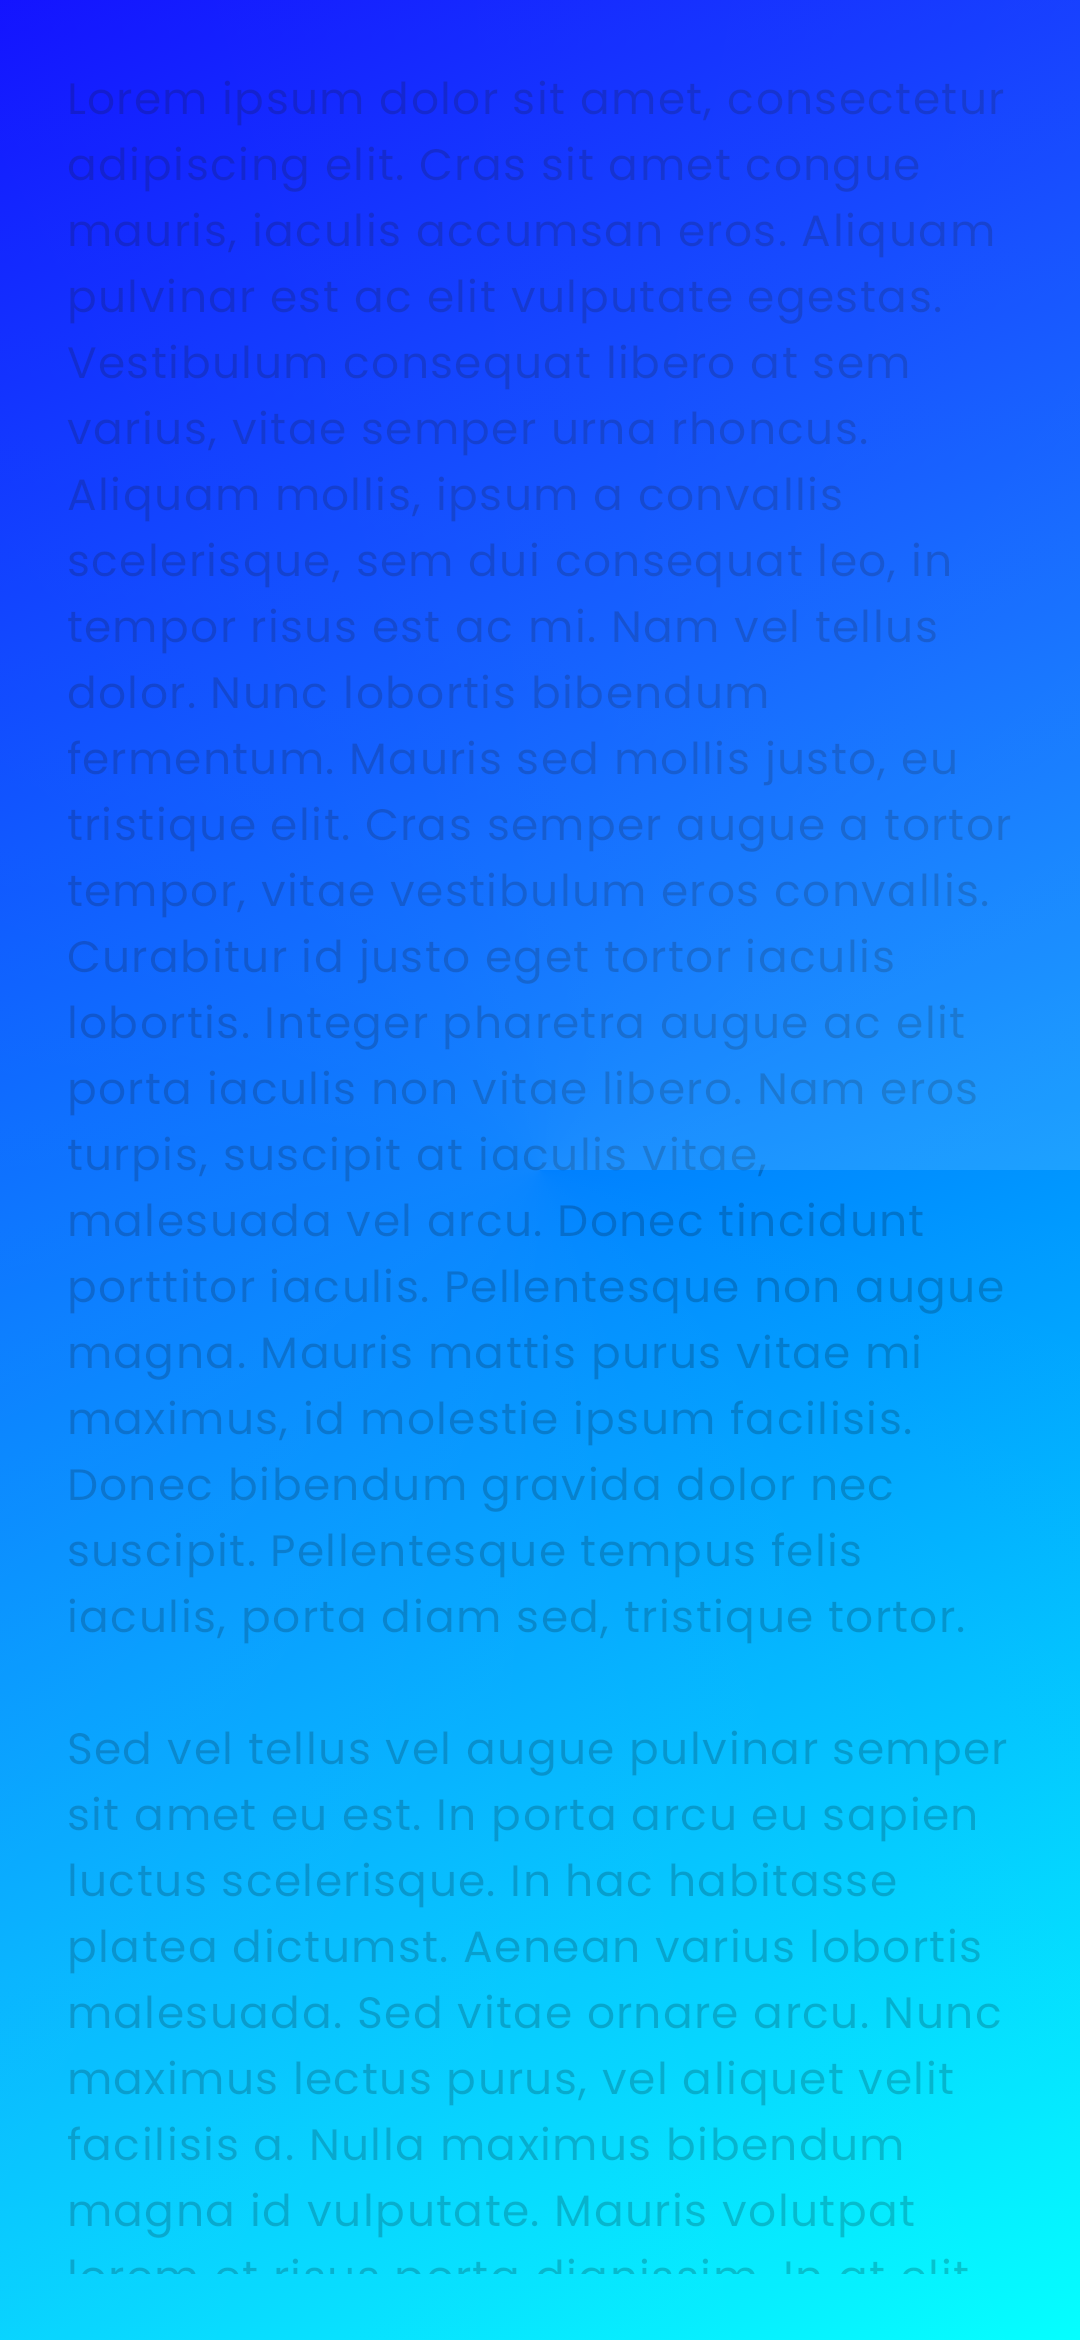 Lorem ipsum dolor sit amet, consectetur
adipiscing elit. Cras sit amet congue
mauris, iaculis accumsan eros. Aliquam
pulvinar est ac elit vulputate egestas.
Vestibulum consequat libero at sem
varius, vitae semper urna rhoncus.
Aliquam mollis, ipsum a convallis
scelerisque, sem dui consequat leo, in
tempor risus est ac mi. Nam vel tellus
dolor. Nunc lobortis bibendum
fermentum. Mauris sed mollis justo, eu
tristique elit. Cras semper augue a tortor
tempor, vitae vestibulum eros convallis.
Curabitur id justo eget tortor iaculis
lobortis. Integer pharetra augue ac elit
porta iaculis non vitae libero. Nam eros
turpis, suscipit at iaculis vitae,
malesuada vel arcu. Donec tincidunt
porttitor iaculis. Pellentesque non augue
magna. Mauris mattis purus vitae mi
maximus, id molestie ipsum facilisis.
Donec bibendum gravida dolor nec
suscipit. Pellentesque tempus felis
iaculis, porta diam sed, tristique tortor.
Sed vel tellus vel augue pulvinar semper
sit amet eu est. In porta arcu eu sapien
luctus scelerisque. In hac habitasse
platea dictumst. Aenean varius lobortis
malesuada. Sed vitae ornare arcu. Nunc
maximus lectus purus, vel aliquet velit
facilisis a. Nulla maximus bibendum
magna id vulputate. Mauris volutpat
lorem et risus porta dignissim. In at elit